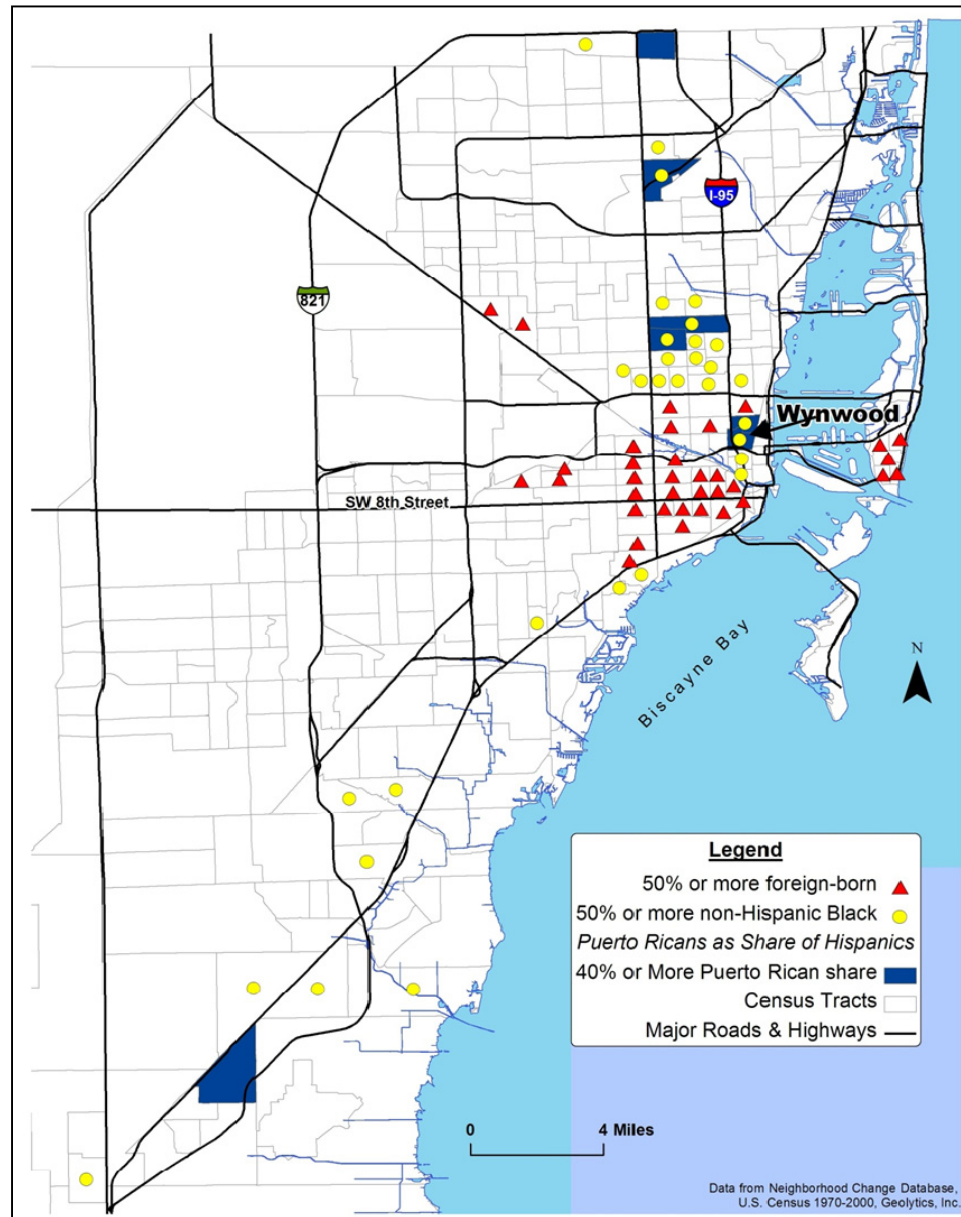 I-95
821
Wynwood
SW 8th Street
Biscayne Bay
N
Legend
50% or more foreign-born
50% or more non-Hispanic Black
Puerto Ricans as Share of Hispanics
40% or More Puerto Rican share
Census Tracts
Major Roads & Highways
0 4 Miles
Data from Neighborhood Change Database,
U.S. Census 1970-2000, Geolytics, Inc.